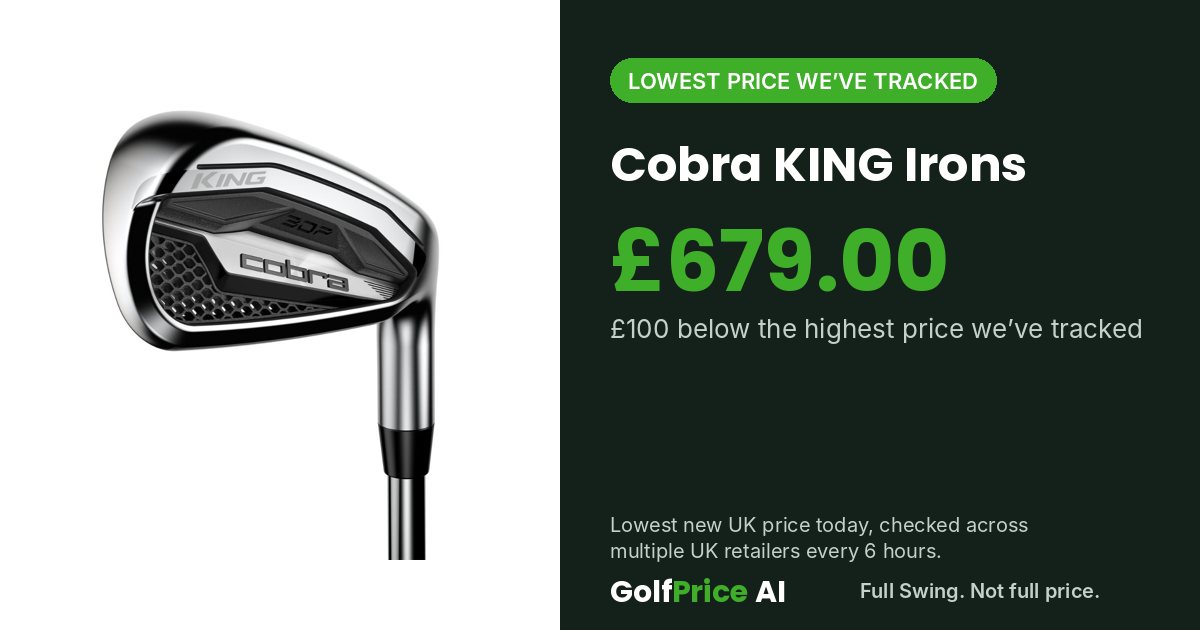 LOWEST PRICE WE’VE TRACKED
Cobra KING Irons
£679.00
£100 below the highest price we’ve tracked
KING
3DP
cobra
Lowest new UK price today, checked across
multiple UK retailers every 6 hours.
GolfPrice AI
Full Swing. Not full price.